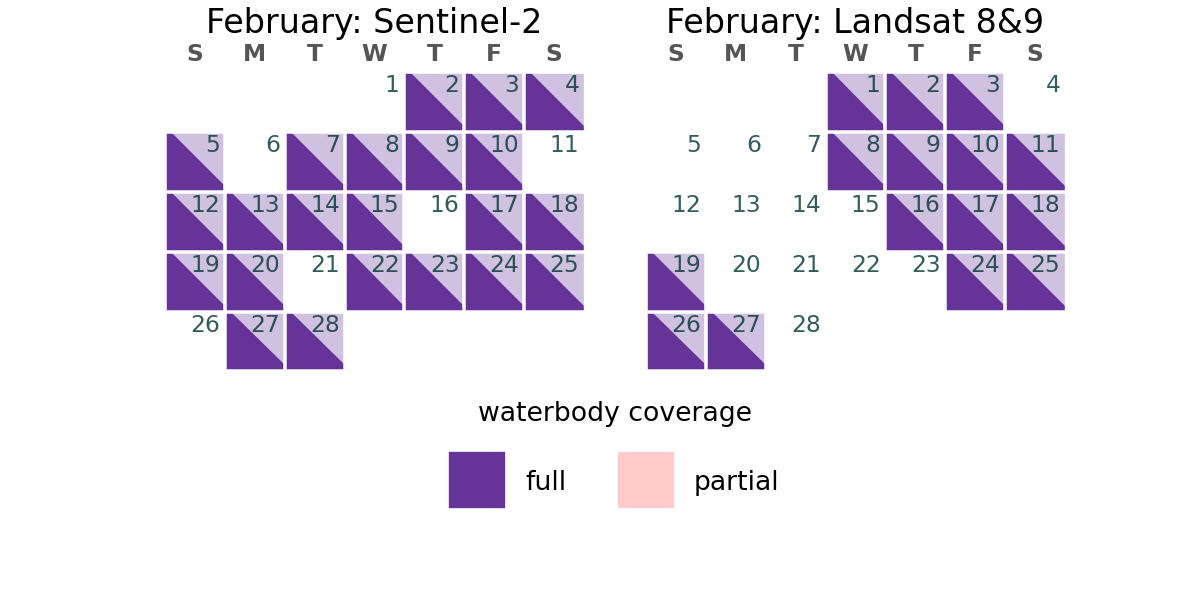 February: Sentinel-2
S M T W T F S
1 2 3 4
5 6 7 8 9 10 11
12 13 14 15 16 17 18
19 20 21 22 23 24 25
26 27 28
February: Landsat 8&9
S M T W T F S
1 2 3 4
5 6 7 8 9 10 11
12 13 14 15 16 17 18
19 20 21 22 23 24 25
26 27 28
waterbody coverage
full partial